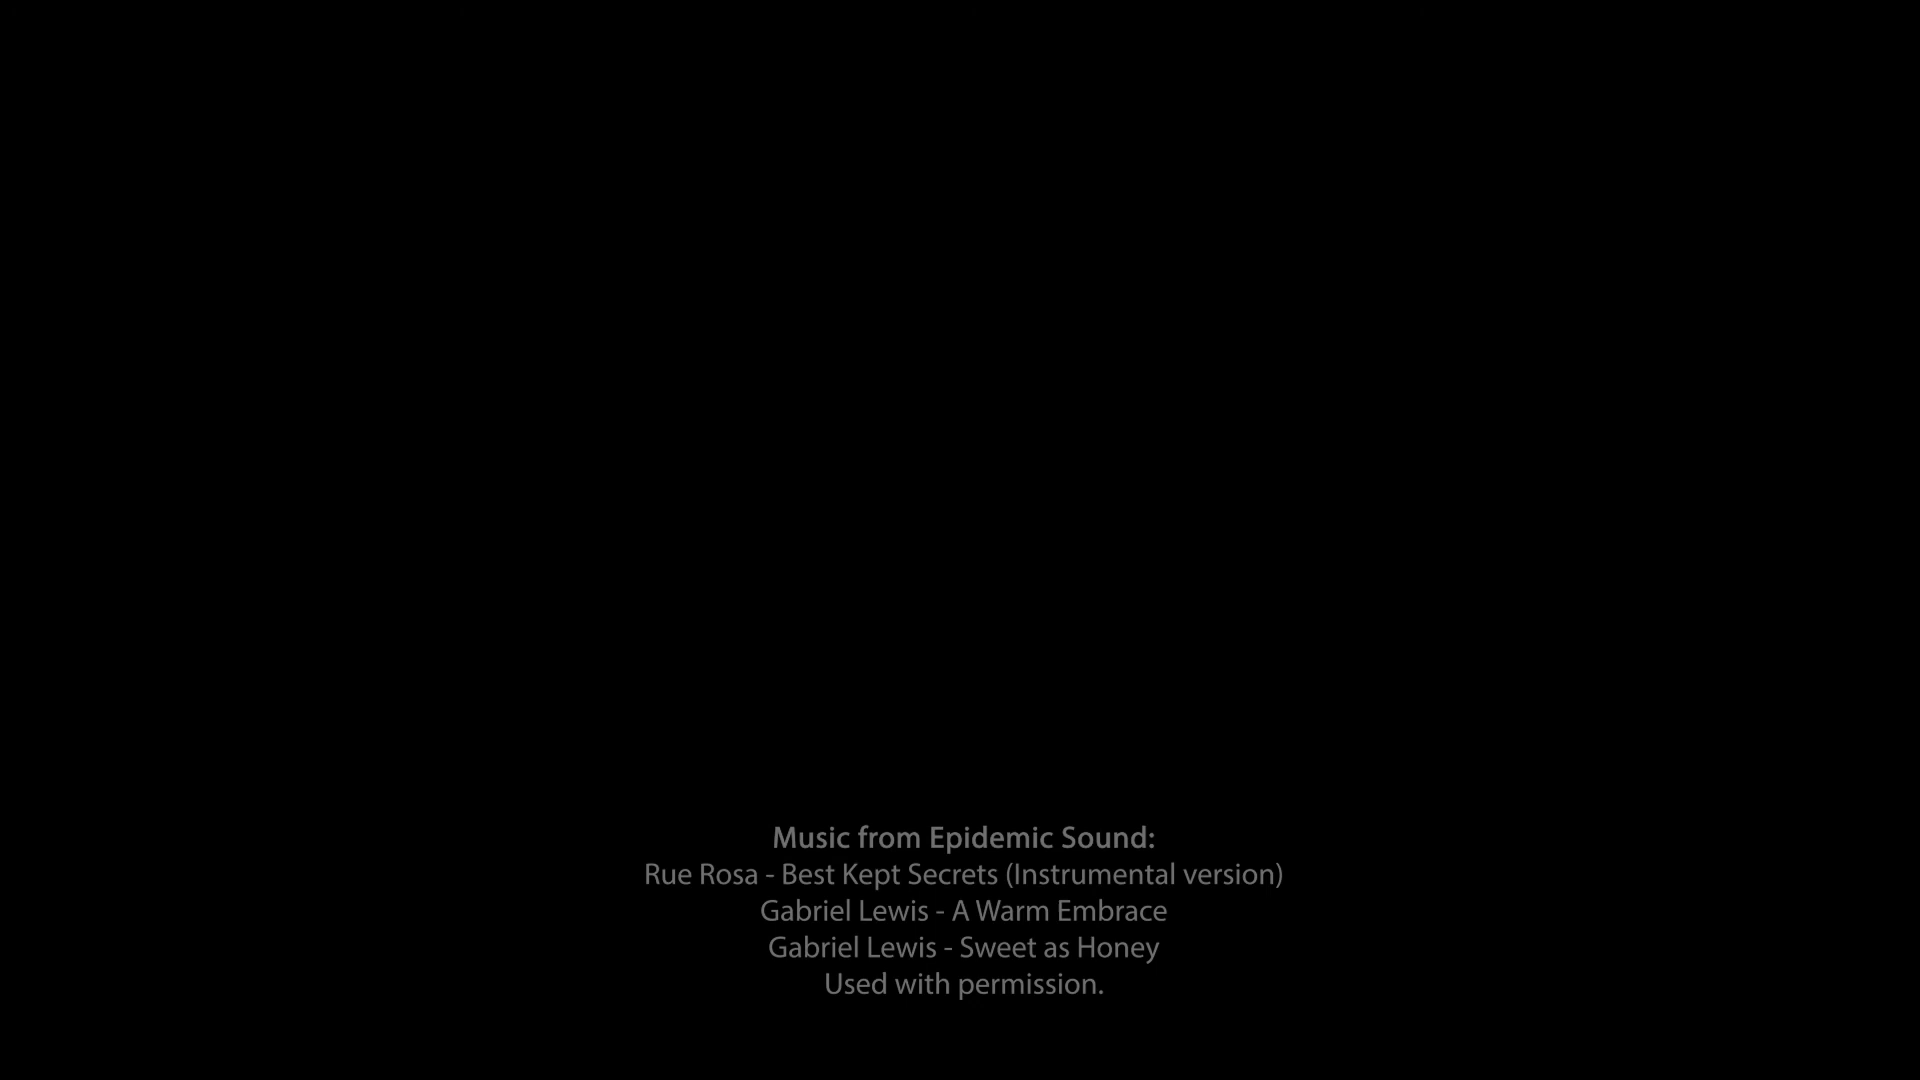 Music from Epidemic Sound:
Rue Rosa - Best Kept Secrets (Instrumental version)
Gabriel Lewis - A Warm Embrace
Gabriel Lewis - Sweet as Honey
Used with permission.